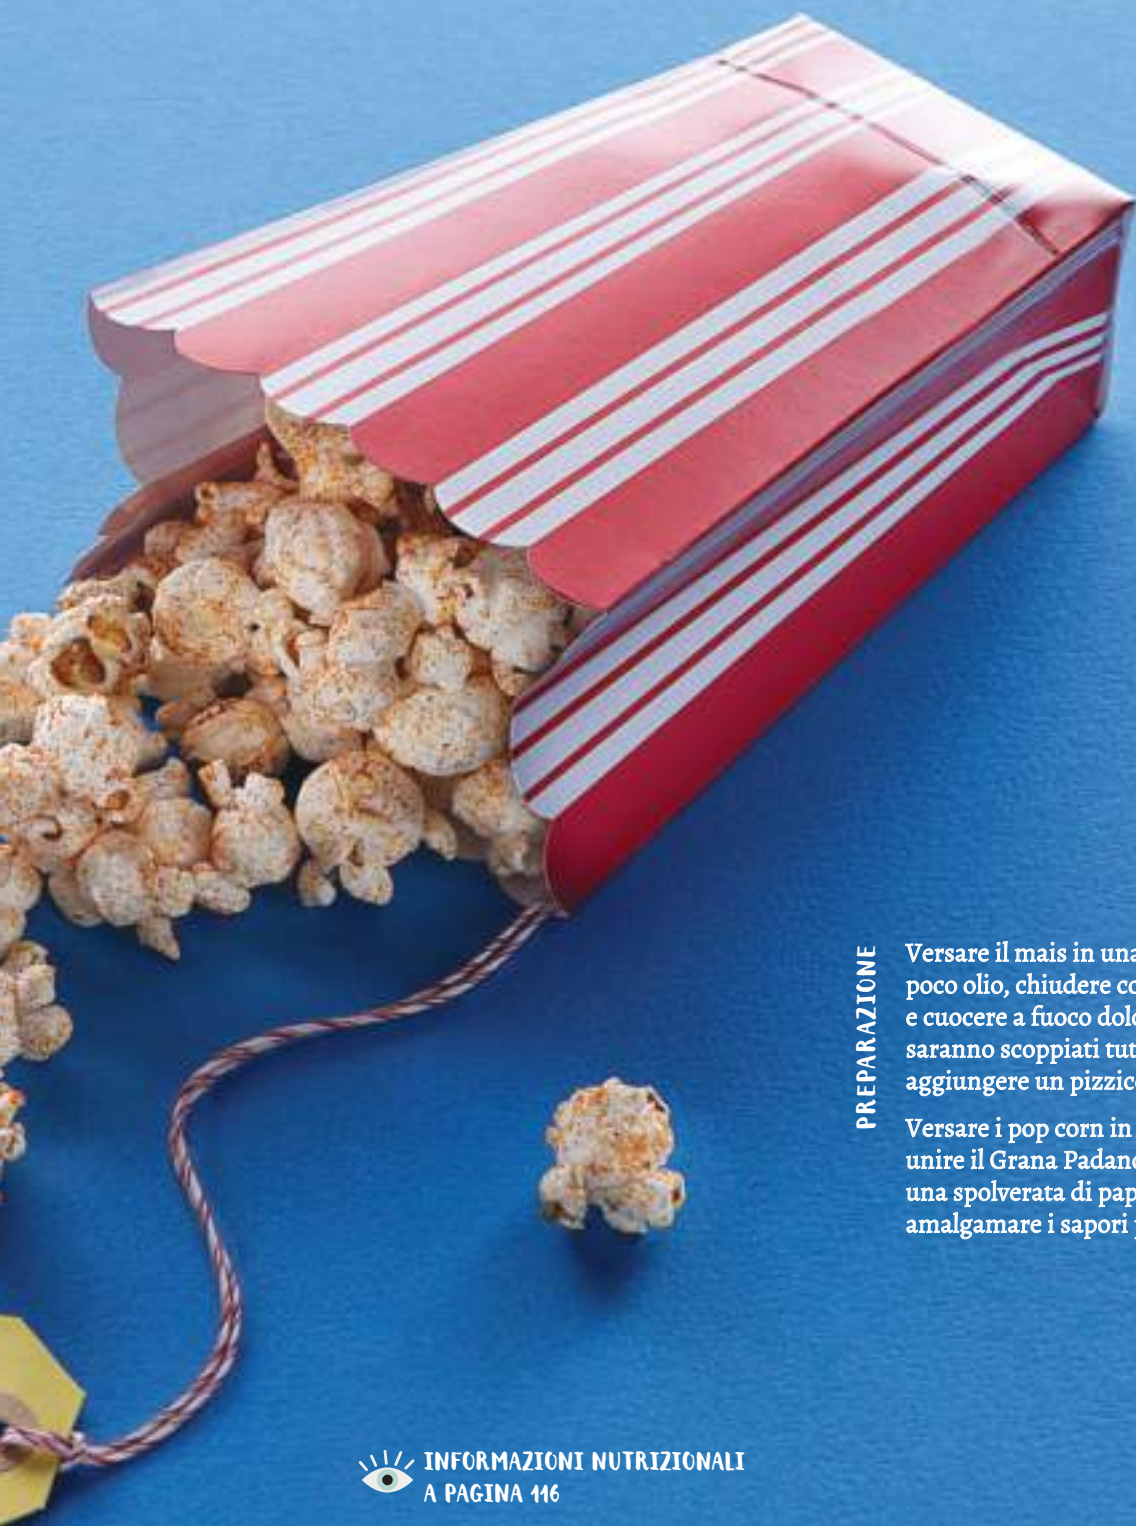 PREPARAZIONE
Versare il mais in una
poco olio, chiudere co
e cuocere a fuoco dolc
saranno scoppiati tut
aggiungere un pizzic
Versare i pop corn in
unire il Grana Padano
una spolverata di pap
amalgamare i sapori
INFORMAZIONI NUTRIZIONALI
A PAGINA 116